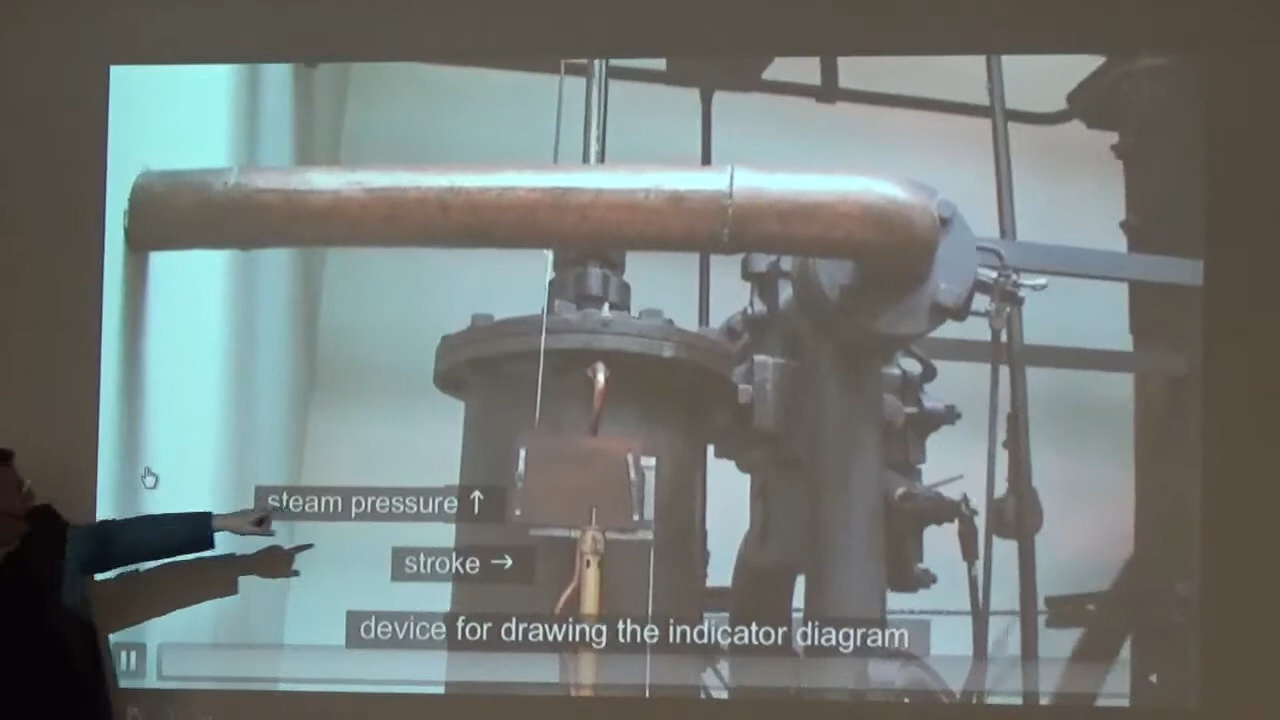 steam pressure ↑
stroke →
device for drawing the indicator diagram